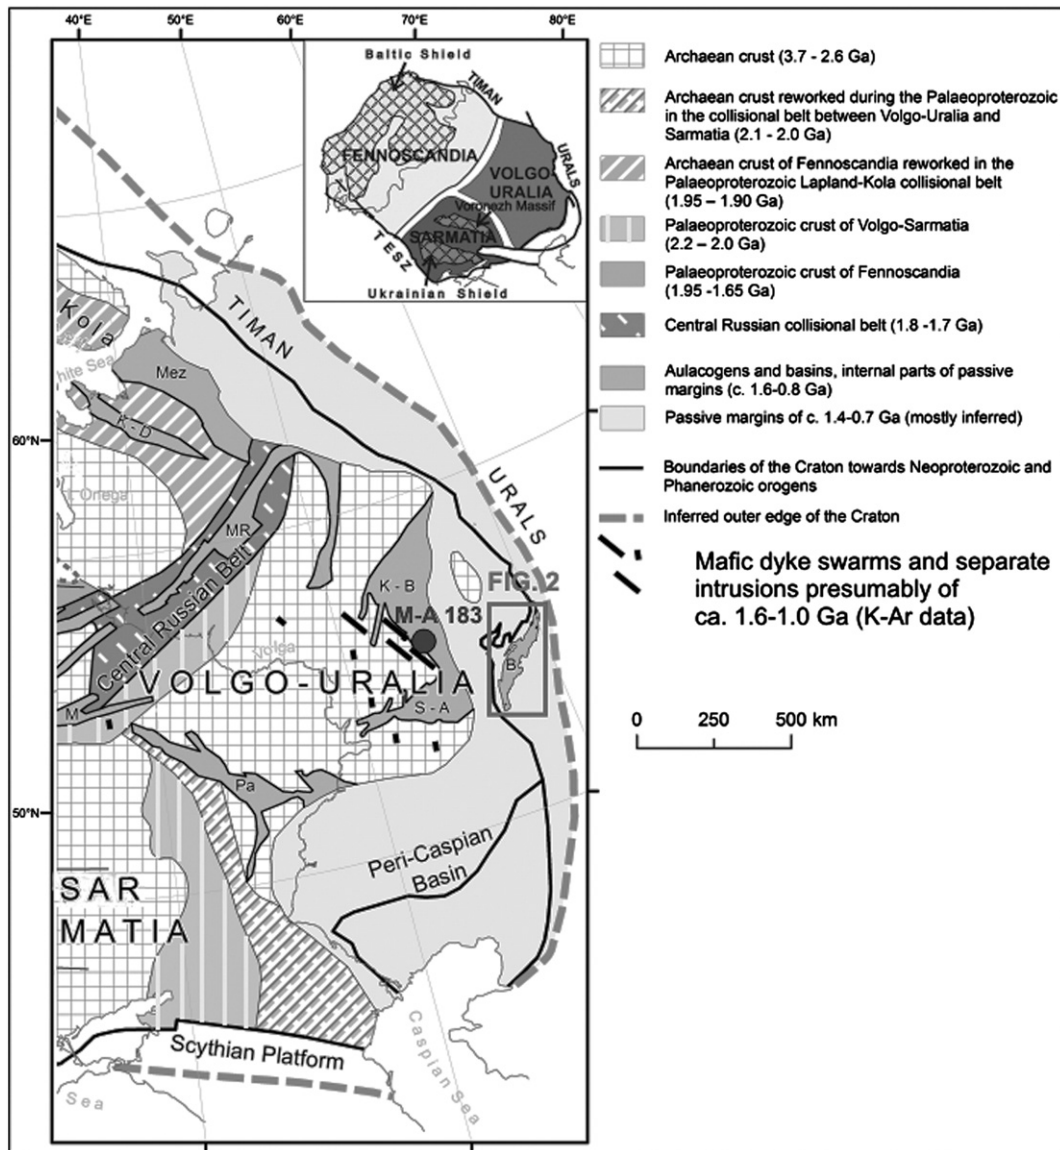 40°E 50°E 60°E 70°E 80°E
Baltic Shield
TIMAN
FENNOSCANDIA
VOLGO-
URALIA
URALS
Voronezh Massif
SARMATIA
TESZ
Ukrainian Shield
Archaean crust (3.7 - 2.6 Ga)
Archaean crust reworked during the Palaeoproterozoic
in the collisional belt between Volgo-Uralia and
Sarmatia (2.1 - 2.0 Ga)
Archaean crust of Fennoscandia reworked in the
Palaeoproterozoic Lapland-Kola collisional belt
(1.95 – 1.90 Ga)
Palaeoproterozoic crust of Volgo-Sarmatia
(2.2 – 2.0 Ga)
Palaeoproterozoic crust of Fennoscandia
(1.95 -1.65 Ga)
Central Russian collisional belt (1.8 -1.7 Ga)
Aulacogens and basins, internal parts of passive
margins (c. 1.6-0.8 Ga)
Passive margins of c. 1.4-0.7 Ga (mostly inferred)
Boundaries of the Craton towards Neoproterozoic and
Phanerozoic orogens
Inferred outer edge of the Craton
Mafic dyke swarms and separate
intrusions presumably of
ca. 1.6-1.0 Ga (K-Ar data)
0 250 500 km
TIMAN
Kola
Sea
Mez
K - D
60°N
Onega
URALS
MR
Central Russian Belt
K - B
FIG. 2
M-A 183
Volga
B
VOLGO-URALIA
M
S - A
Pa
50°N
Peri-Caspian
Basin
SAR
MATIA
Scythian Platform
Caspian Sea
Sea